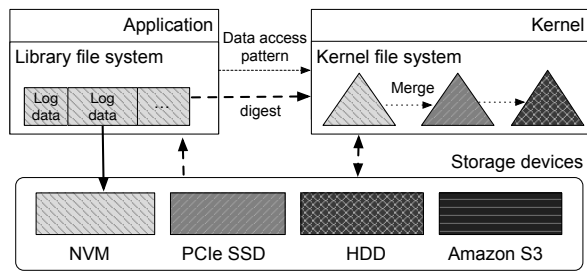 Application
Library file system
Log
data
Log
data
...
Data access
pattern
digest
Kernel
Kernel file system
Merge
Storage devices
NVM
PCIe SSD
HDD
Amazon S3